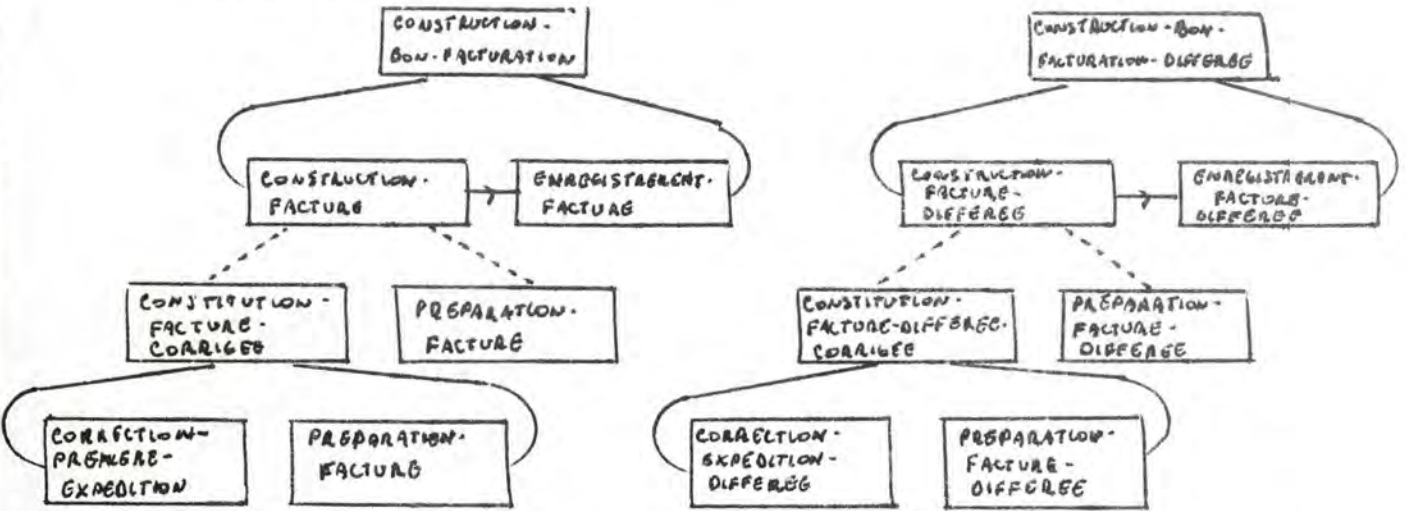 CONSTRUCTION-
BON-FACTURATION
CONSTRUCTION-BON-
FACTURATION-DIFFEREE
CONSTRUCTION-
FACTURE
ENREGISTREMENT-
FACTURE
CONSTRUCTION-
FACTURE-
DIFFEREE
ENREGISTREMENT-
FACTURE-
DIFFEREE
CONSTITUTION-
FACTURE-
CORRIGEE
PREPARATION-
FACTURE
CONSTITUTION-
FACTURE-DIFFEREE-
CORRIGEE
PREPARATION-
FACTURE-
DIFFEREE
CORRECTION-
PREMIERE-
EXPEDITION
PREPARATION-
FACTURE
CORRECTION-
EXPEDITION-
DIFFEREE
PREPARATION-
FACTURE-
DIFFEREE